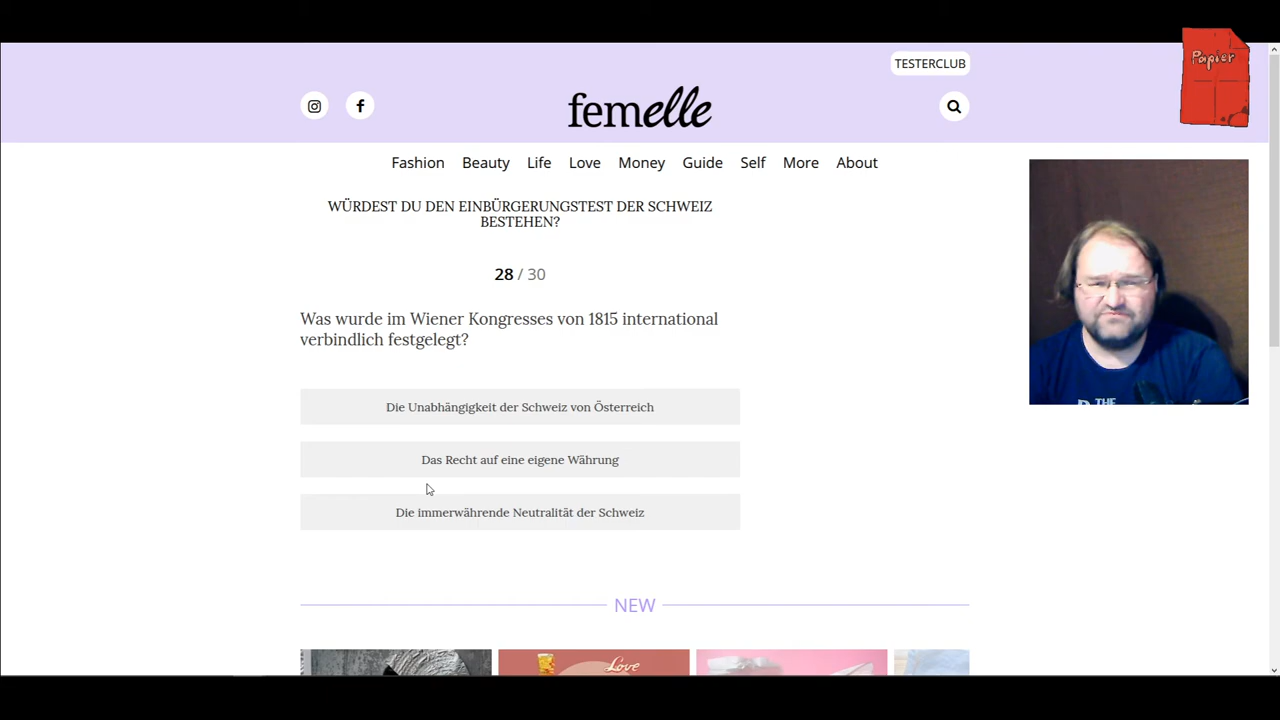 Papier
TESTERCLUB
femelle
Fashion Beauty Life Love Money Guide Self More About
WÜRDEST DU DEN EINBÜRGERUNGSTEST DER SCHWEIZ
BESTEHEN?
28 / 30
Was wurde im Wiener Kongresses von 1815 international
verbindlich festgelegt?
Die Unabhängigkeit der Schweiz von Österreich
Das Recht auf eine eigene Währung
Die immerwährende Neutralität der Schweiz
THE
NEW
Love